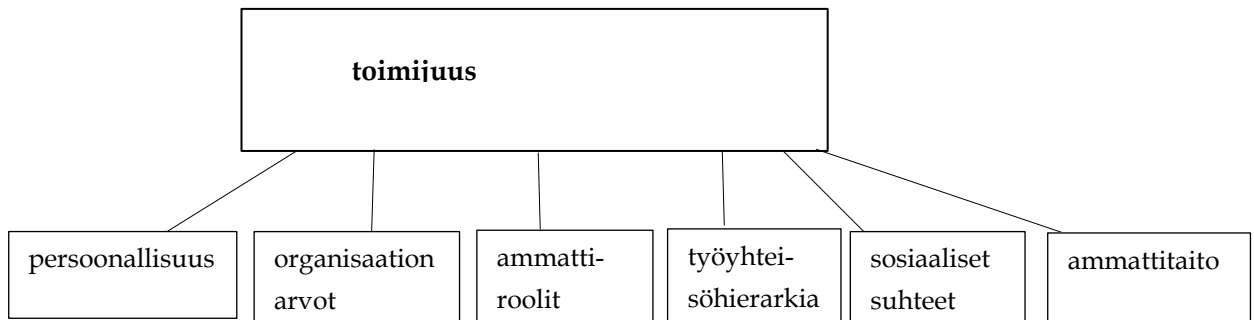 toimijuus
persoonallisuus
organisaation
arvot
ammatti-
roolit
työyhtei-
söhierarkia
sosiaaliset
suhteet
ammattitaito